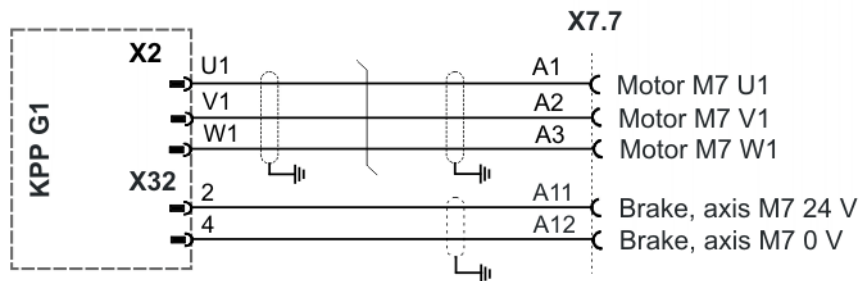 X7.7
X2
U1 A1 Motor M7 U1
V1 A2 Motor M7 V1
W1 A3 Motor M7 W1
KPP G1
X32
2 A11 Brake, axis M7 24 V
4 A12 Brake, axis M7 0 V